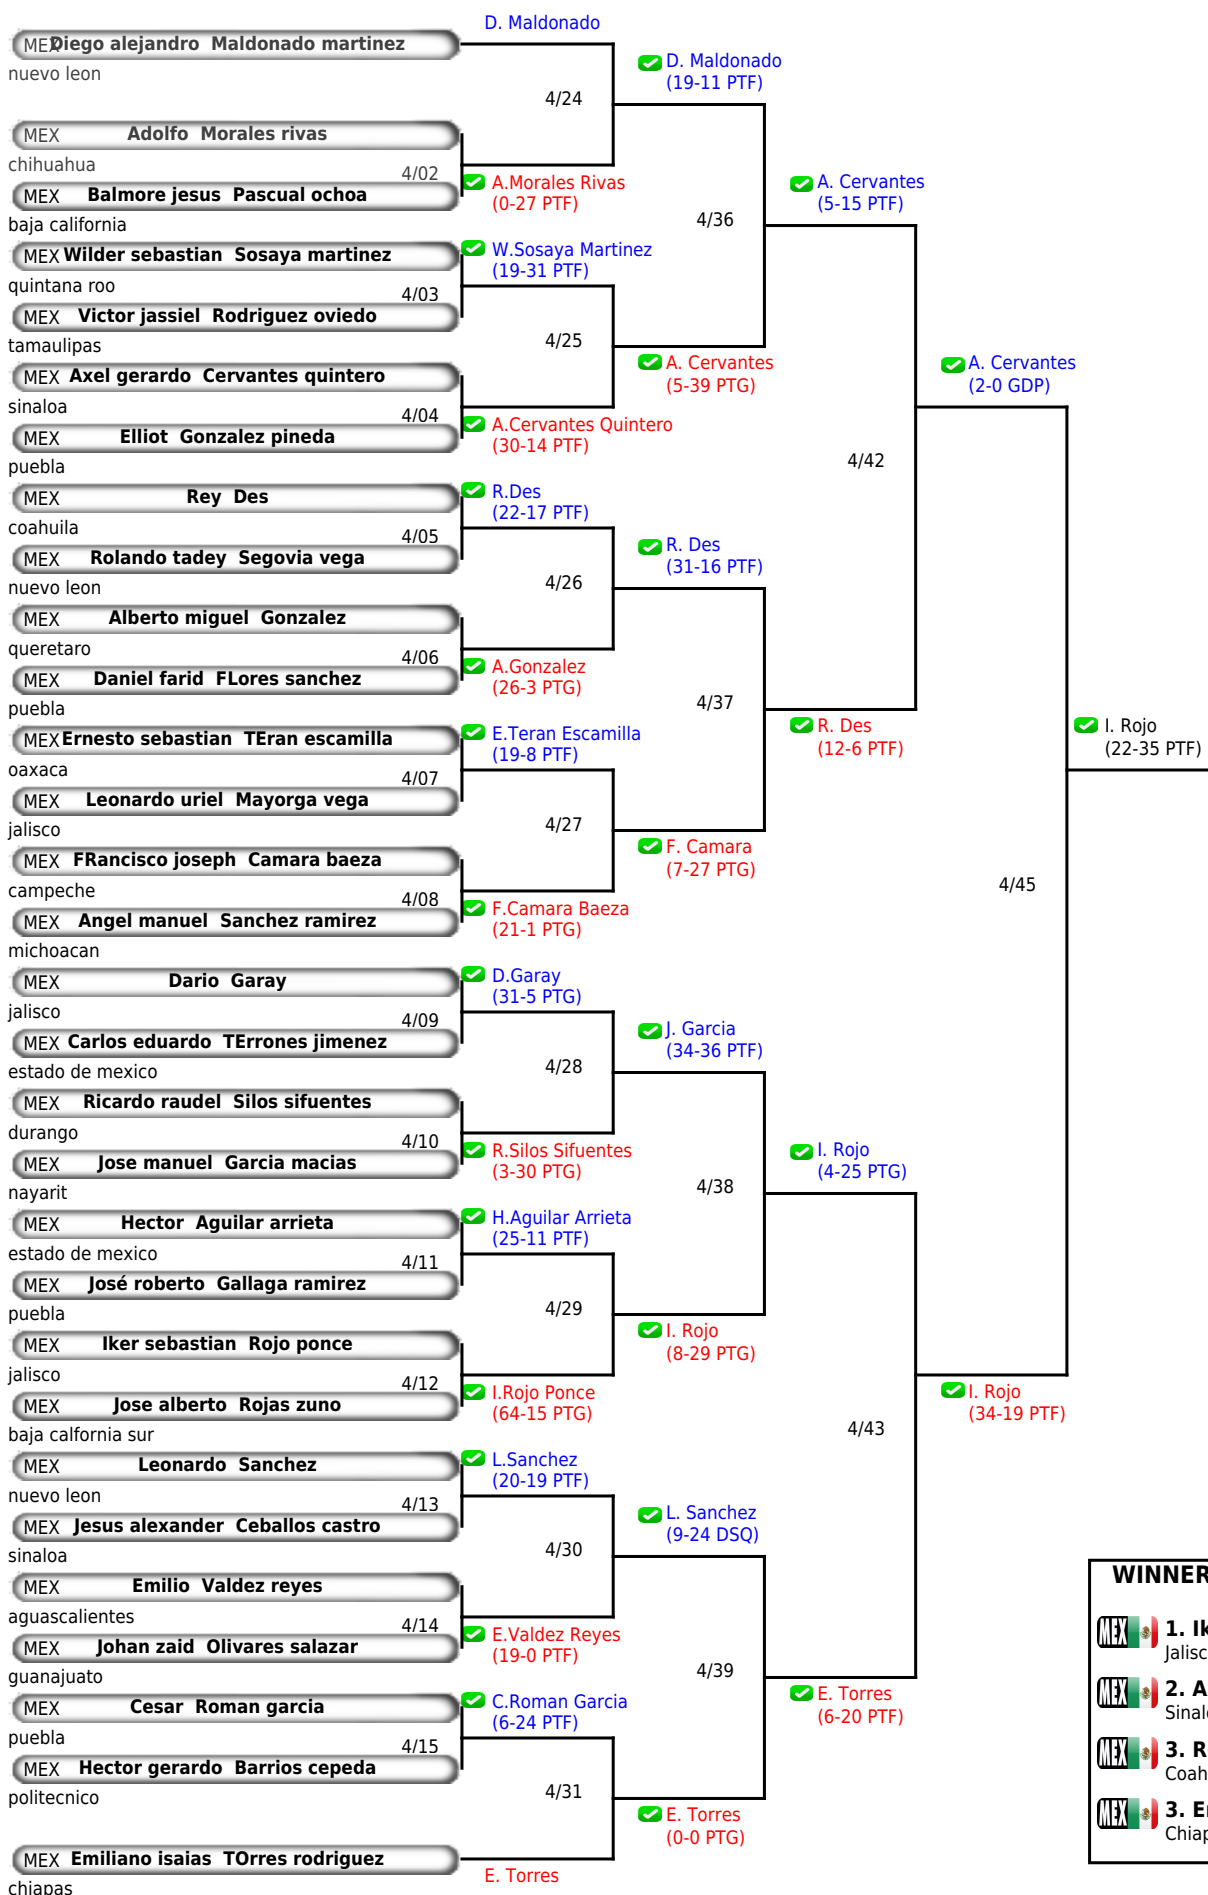 D. Maldonado
MEX Diego alejandro Maldonado martinez
nuevo leon
D. Maldonado
(19-11 PTF)
4/24
MEX Adolfo Morales rivas
chihuahua
4/02
A.Morales Rivas
(0-27 PTF)
MEX Balmore jesus Pascual ochoa
baja california
A. Cervantes
(5-15 PTF)
4/36
MEX Wilder sebastian Sosaya martinez
quintana roo
W.Sosaya Martinez
(19-31 PTF)
4/03
MEX Victor jassiel Rodriguez oviedo
tamaulipas
4/25
A. Cervantes
(5-39 PTG)
A. Cervantes
(2-0 GDP)
MEX Axel gerardo Cervantes quintero
sinaloa
4/04
A.Cervantes Quintero
(30-14 PTF)
MEX Elliot Gonzalez pineda
puebla
4/42
MEX Rey Des
coahuila
R.Des
(22-17 PTF)
4/05
MEX Rolando tadey Segovia vega
nuevo leon
R. Des
(31-16 PTF)
4/26
MEX Alberto miguel Gonzalez
queretaro
4/06
A.Gonzalez
(26-3 PTG)
MEX Daniel farid FLores sanchez
puebla
4/37
R. Des
(12-6 PTF)
I. Rojo
(22-35 PTF)
MEX Ernesto sebastian TEran escamilla
oaxaca
E.Teran Escamilla
(19-8 PTF)
4/07
MEX Leonardo uriel Mayorga vega
jalisco
4/27
F. Camara
(7-27 PTG)
MEX FRancisco joseph Camara baeza
campeche
4/08
F.Camara Baeza
(21-1 PTG)
4/45
MEX Angel manuel Sanchez ramirez
michoacan
MEX Dario Garay
jalisco
D.Garay
(31-5 PTG)
4/09
MEX Carlos eduardo TErrones jimenez
estado de mexico
J. Garcia
(34-36 PTF)
4/28
MEX Ricardo raudel Silos sifuentes
durango
4/10
R.Silos Sifuentes
(3-30 PTG)
MEX Jose manuel Garcia macias
nayarit
I. Rojo
(4-25 PTG)
4/38
MEX Hector Aguilar arrieta
estado de mexico
H.Aguilar Arrieta
(25-11 PTF)
4/11
MEX José roberto Gallaga ramirez
puebla
4/29
I. Rojo
(8-29 PTG)
MEX Iker sebastian Rojo ponce
jalisco
4/12
I.Rojo Ponce
(64-15 PTG)
I. Rojo
(34-19 PTF)
MEX Jose alberto Rojas zuno
baja calfornia sur
4/43
MEX Leonardo Sanchez
nuevo leon
L.Sanchez
(20-19 PTF)
4/13
MEX Jesus alexander Ceballos castro
sinaloa
L. Sanchez
(9-24 DSQ)
4/30
MEX Emilio Valdez reyes
aguascalientes
4/14
E.Valdez Reyes
(19-0 PTF)
MEX Johan zaid Olivares salazar
guanajuato
4/39
E. Torres
(6-20 PTF)
MEX Cesar Roman garcia
puebla
C.Roman Garcia
(6-24 PTF)
4/15
MEX Hector gerardo Barrios cepeda
politecnico
4/31
E. Torres
(0-0 PTG)
MEX Emiliano isaias TOrres rodriguez
chiapas
E. Torres
WINNER
MEX 1. Ik
Jalisc
MEX 2. A
Sinal
MEX 3. R
Coah
MEX 3. E
Chiap